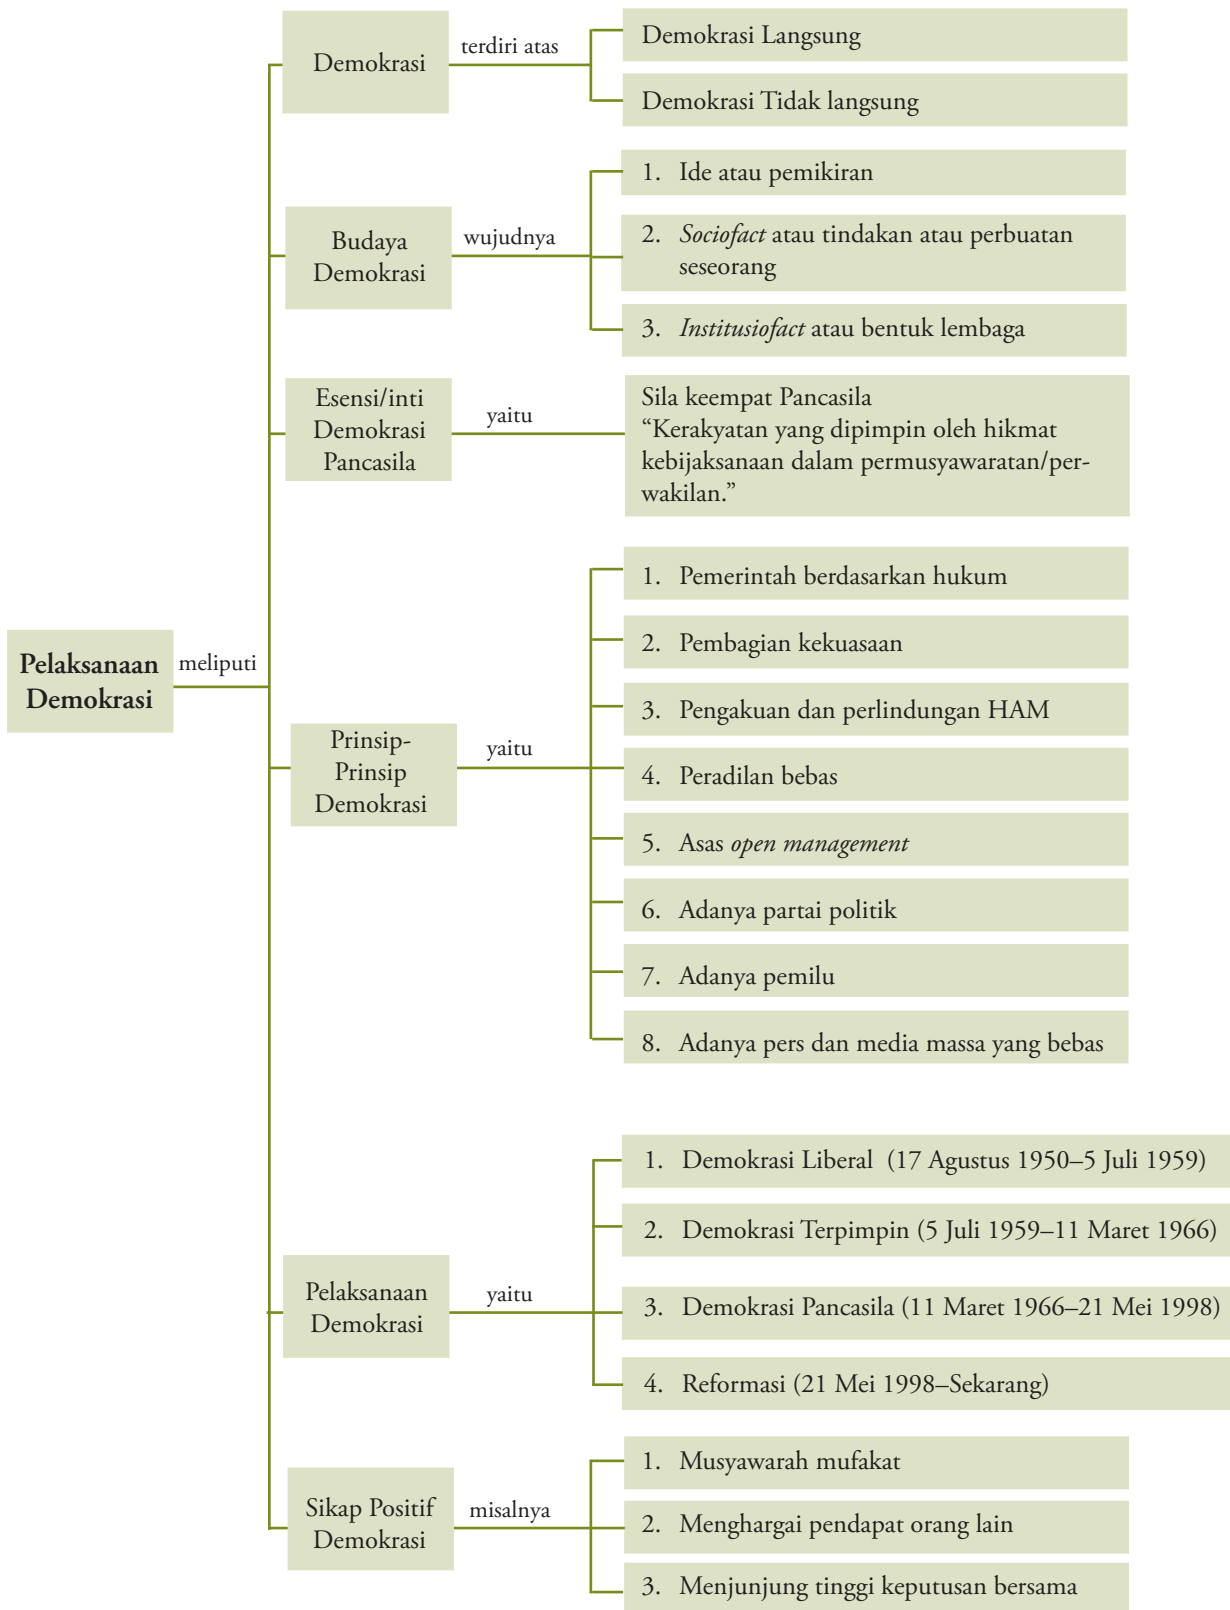 Pelaksanaan
Demokrasi
meliputi
Demokrasi
terdiri atas
Demokrasi Langsung
Demokrasi Tidak langsung
Budaya
Demokrasi
wujudnya
1. Ide atau pemikiran
2. Sociofact atau tindakan atau perbuatan
seseorang
3. Institusiofact atau bentuk lembaga
Esensi/inti
Demokrasi
Pancasila
yaitu
Sila keempat Pancasila
“Kerakyatan yang dipimpin oleh hikmat
kebijaksanaan dalam permusyawaratan/per-
wakilan.”
Prinsip-
Prinsip
Demokrasi
yaitu
1. Pemerintah berdasarkan hukum
2. Pembagian kekuasaan
3. Pengakuan dan perlindungan HAM
4. Peradilan bebas
5. Asas open management
6. Adanya partai politik
7. Adanya pemilu
8. Adanya pers dan media massa yang bebas
Pelaksanaan
Demokrasi
yaitu
1. Demokrasi Liberal (17 Agustus 1950–5 Juli 1959)
2. Demokrasi Terpimpin (5 Juli 1959–11 Maret 1966)
3. Demokrasi Pancasila (11 Maret 1966–21 Mei 1998)
4. Reformasi (21 Mei 1998–Sekarang)
Sikap Positif
Demokrasi
misalnya
1. Musyawarah mufakat
2. Menghargai pendapat orang lain
3. Menjunjung tinggi keputusan bersama